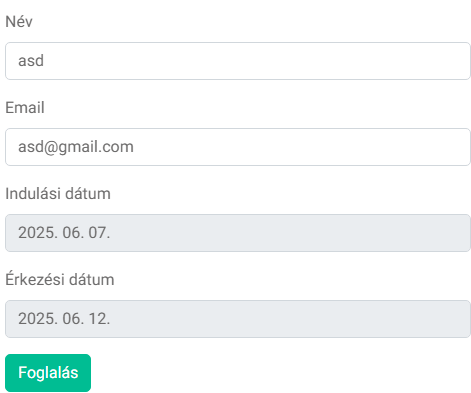 Név
asd
Email
asd@gmail.com
Indulási dátum
2025. 06. 07.
Érkezési dátum
2025. 06. 12.
Foglalás